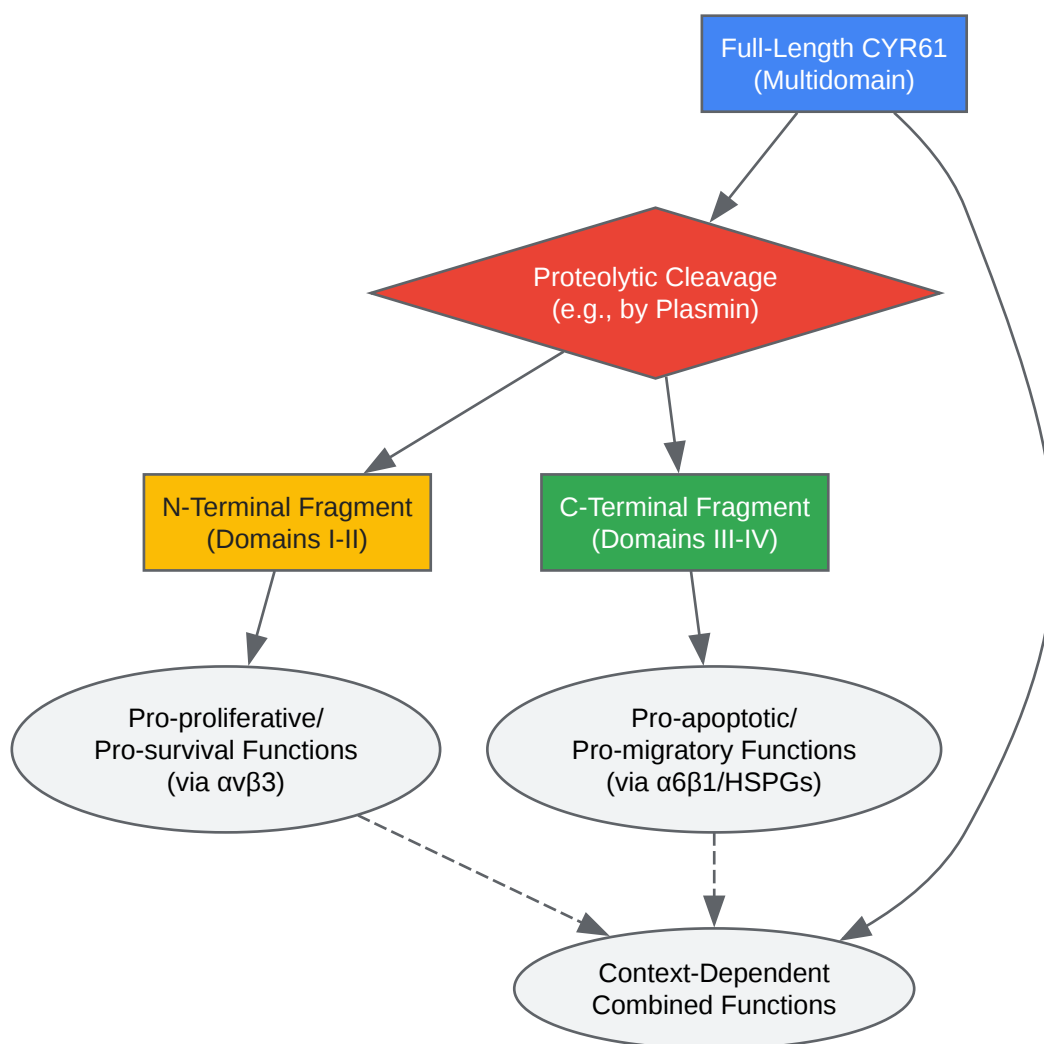 Full-Length CYR61
(Multidomain)
Proteolytic Cleavage
(e.g., by Plasmin)
N-Terminal Fragment
(Domains I-II)
C-Terminal Fragment
(Domains III-IV)
Pro-proliferative/
Pro-survival Functions
(via αvβ3)
Pro-apoptotic/
Pro-migratory Functions
(via α6β1/HSPGs)
Context-Dependent
Combined Functions